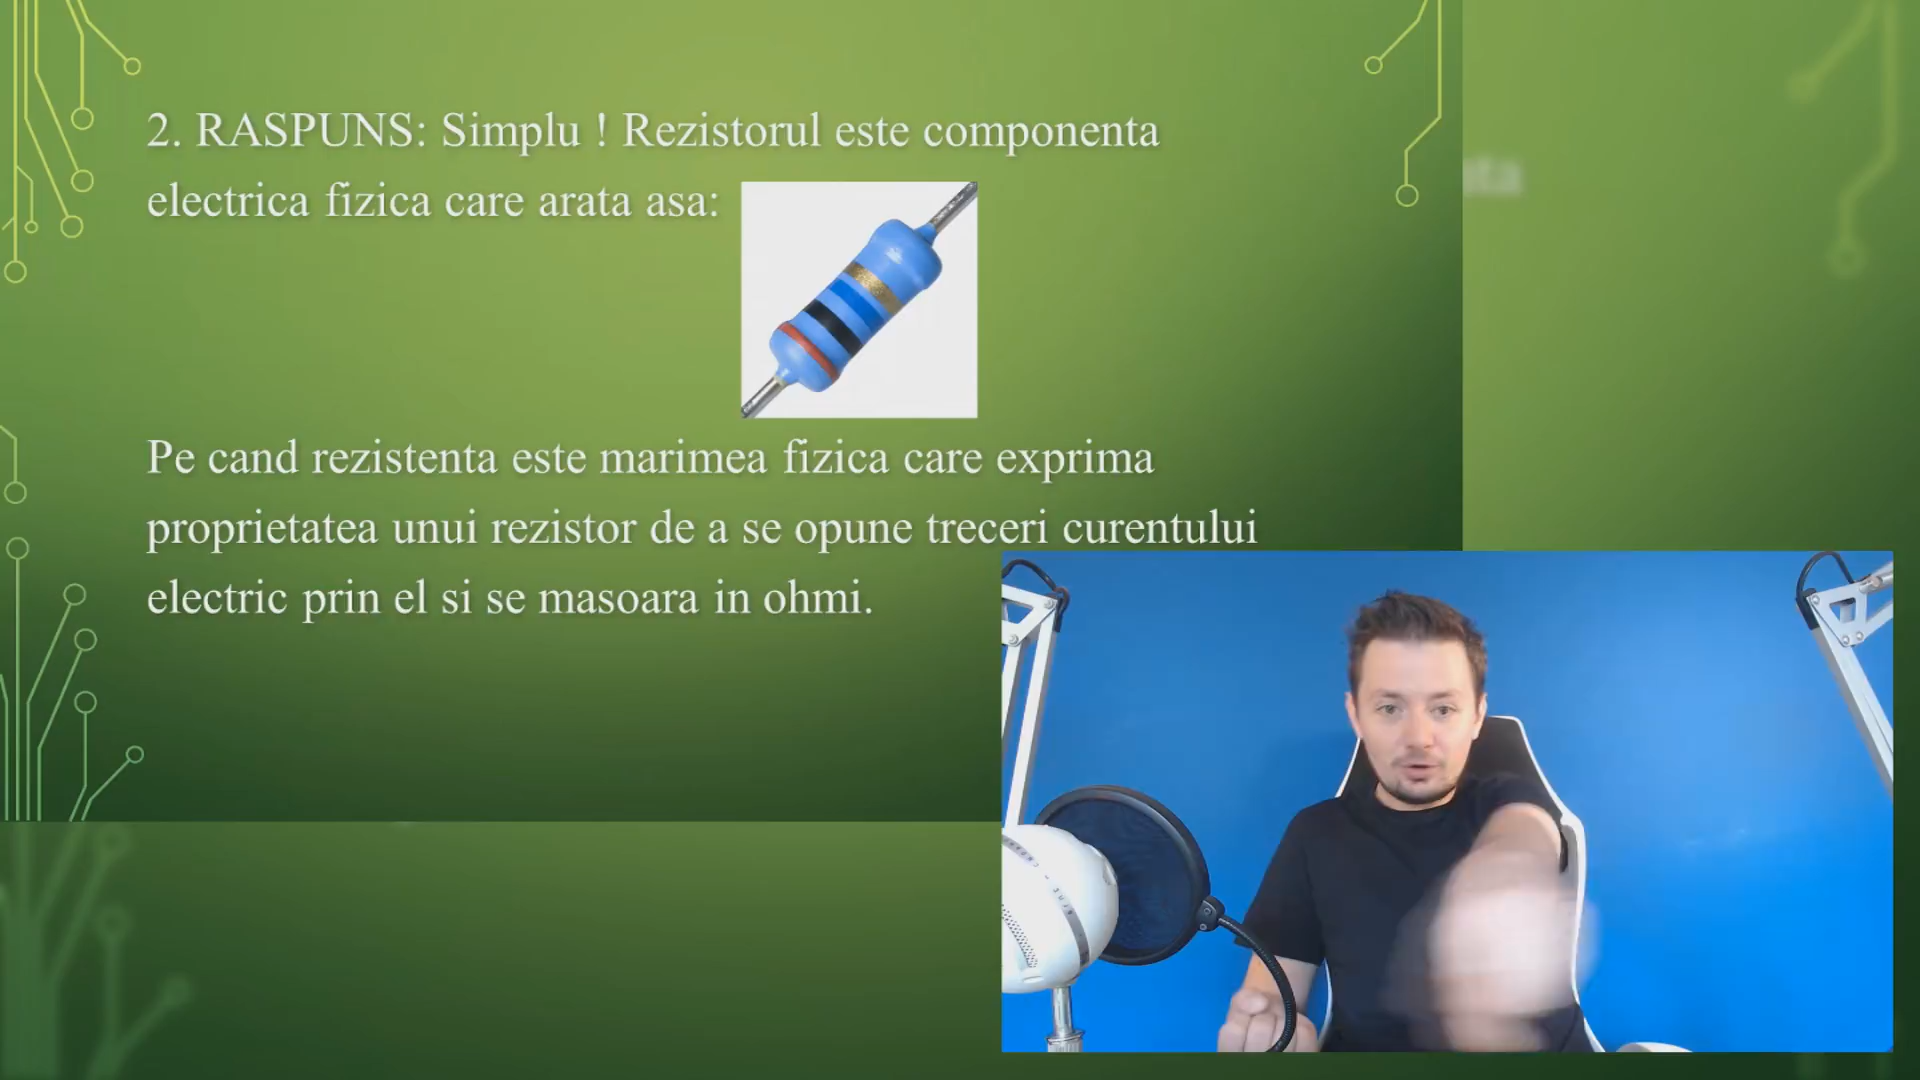 2. RASPUNS: Simplu ! Rezistorul este componenta
electrica fizica care arata asa:
Pe cand rezistenta este marimea fizica care exprima
proprietatea unui rezistor de a se opune treceri curentului
electric prin el si se masoara in ohmi.